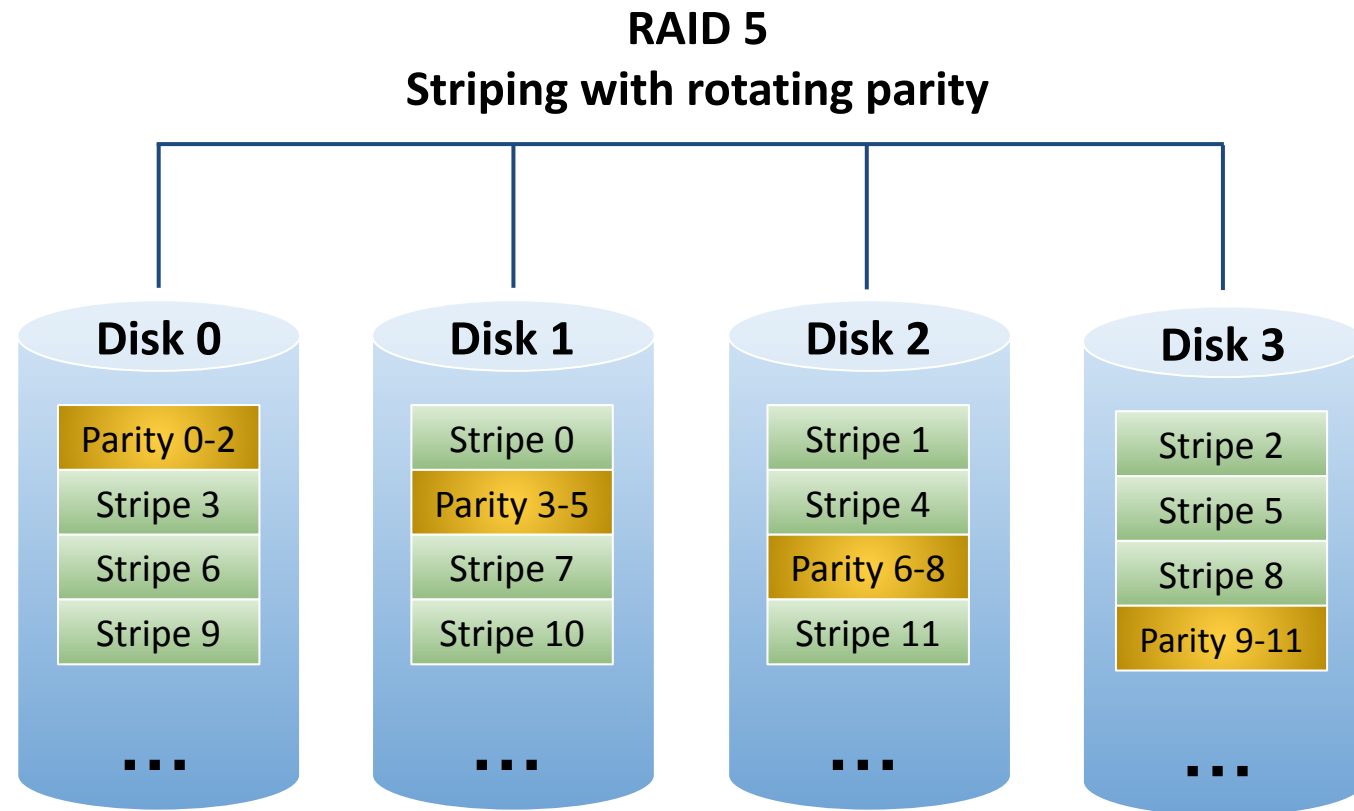 RAID 5
Striping with rotating parity
Disk 0
Parity 0-2
Stripe 3
Stripe 6
Stripe 9
...
Disk 1
Stripe 0
Parity 3-5
Stripe 7
Stripe 10
...
Disk 2
Stripe 1
Stripe 4
Parity 6-8
Stripe 11
...
Disk 3
Stripe 2
Stripe 5
Stripe 8
Parity 9-11
...